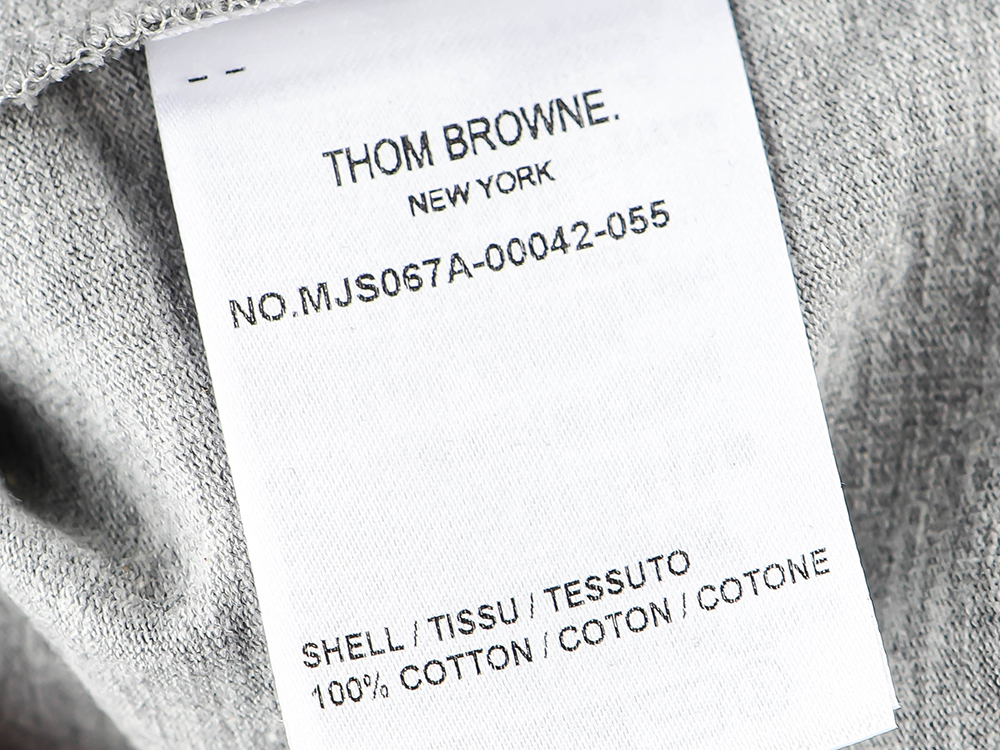 - -
THOM BROWNE.
NEW YORK
NO.MJS067A-00042-055
SHELL / TISSU / TESSUTO
100% COTTON / COTON / COTONE